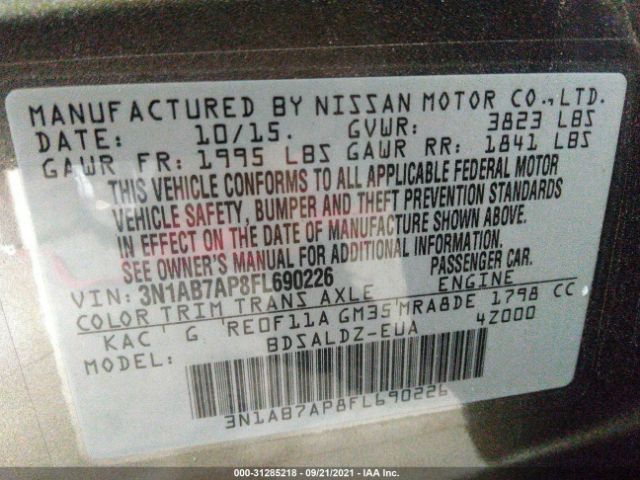 MANUFACTURED BY NISSAN MOTOR CO., LTD.
DATE: 10/15. GVWR: 3823 LBS
GAWR FR: 1995 LBS GAWR RR: 1841 LBS
THIS VEHICLE CONFORMS TO ALL APPLICABLE FEDERAL MOTOR
VEHICLE SAFETY, BUMPER AND THEFT PREVENTION STANDARDS
IN EFFECT ON THE DATE OF MANUFACTURE SHOWN ABOVE.
SEE OWNER'S MANUAL FOR ADDITIONAL INFORMATION.
VIN: 3N1AB7AP8FL690226 PASSENGER CAR.
COLOR TRIM TRANS AXLE ENGINE
KAC G RE0F11A GM35 MRA8DE 1798 CC
MODEL: BDSALDZ-EUA 4Z000
3N1AB7AP8FL690226
000-31285218 - 09/21/2021 - IAA Inc.